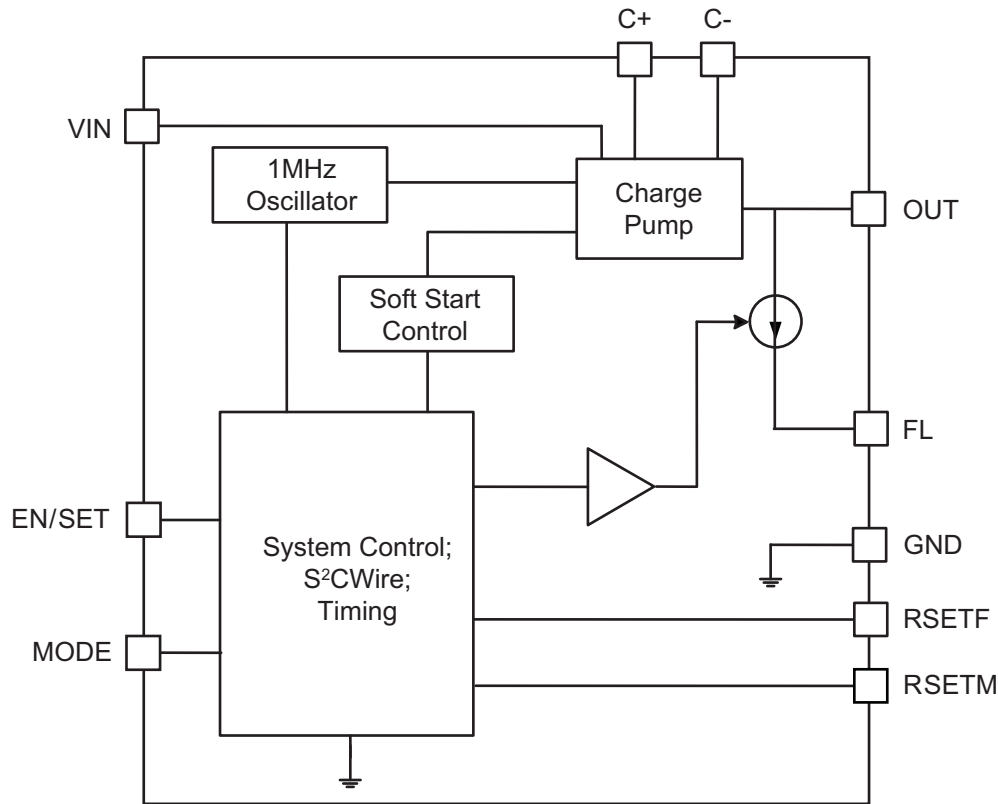 C+
C-
VIN
1MHz
Oscillator
Charge
Pump
OUT
Soft Start
Control
FL
EN/SET
System Control;
S²CWire;
Timing
GND
RSETF
MODE
RSETM